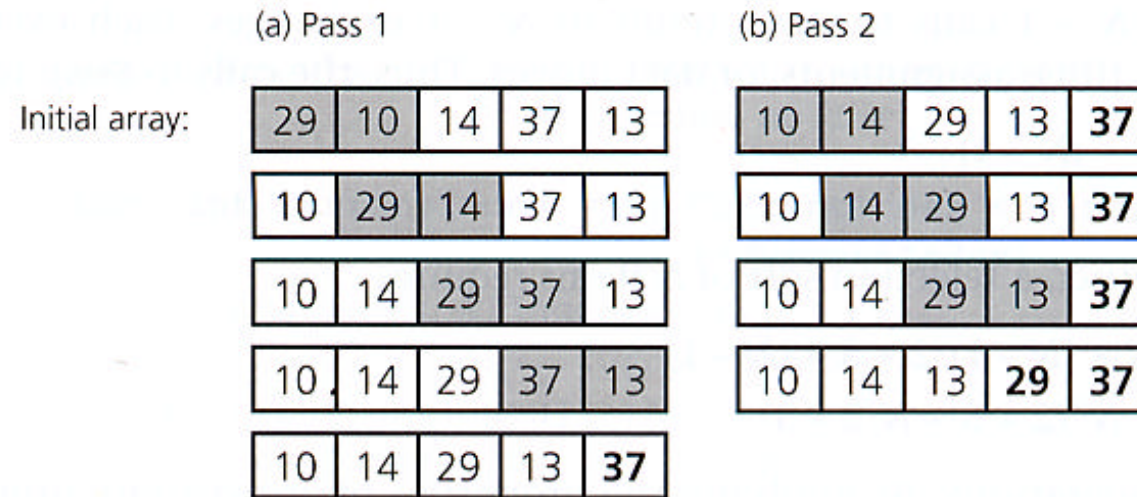 (a) Pass 1 (b) Pass 2
Initial array: 29 10 14 37 13 10 14 29 13 37
10 29 14 37 13 10 14 29 13 37
10 14 29 37 13 10 14 29 13 37
10 14 29 37 13 10 14 13 29 37
10 14 29 13 37